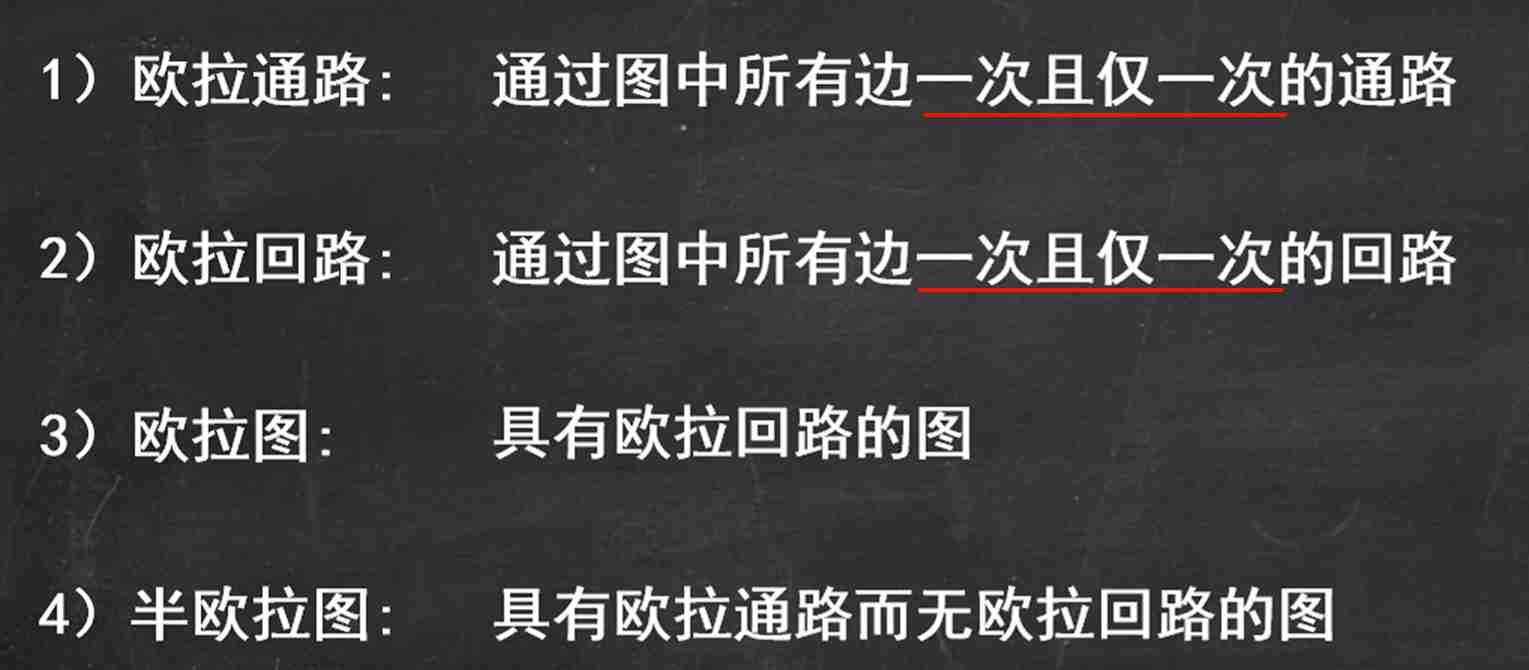 1）欧拉通路: 通过图中所有边一次且仅一次的通路
2）欧拉回路: 通过图中所有边一次且仅一次的回路
3）欧拉图: 具有欧拉回路的图
4）半欧拉图: 具有欧拉通路而无欧拉回路的图